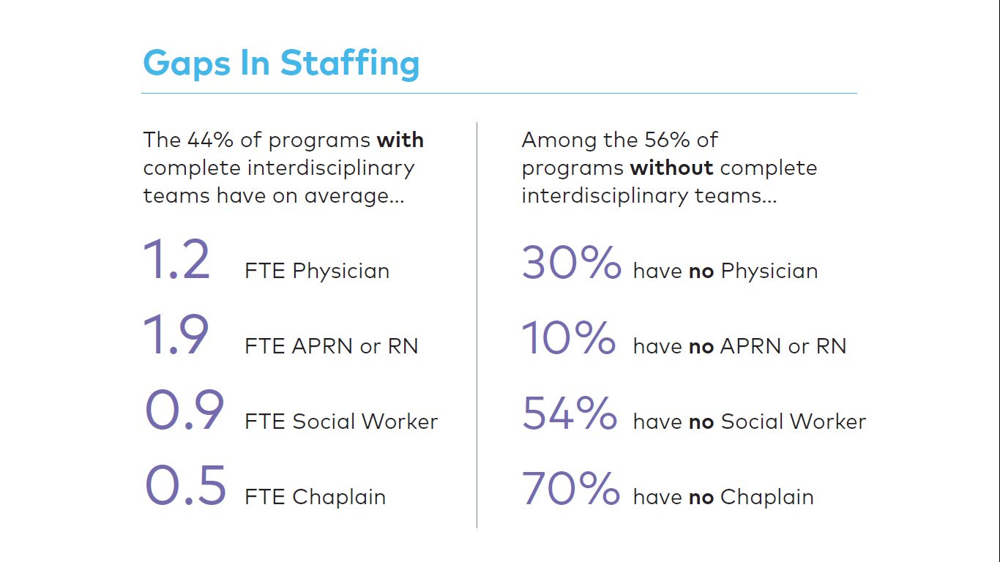 Gaps In Staffing
The 44% of programs with
complete interdisciplinary
teams have on average...
1.2 FTE Physician
1.9 FTE APRN or RN
0.9 FTE Social Worker
0.5 FTE Chaplain
Among the 56% of
programs without complete
interdisciplinary teams...
30% have no Physician
10% have no APRN or RN
54% have no Social Worker
70% have no Chaplain